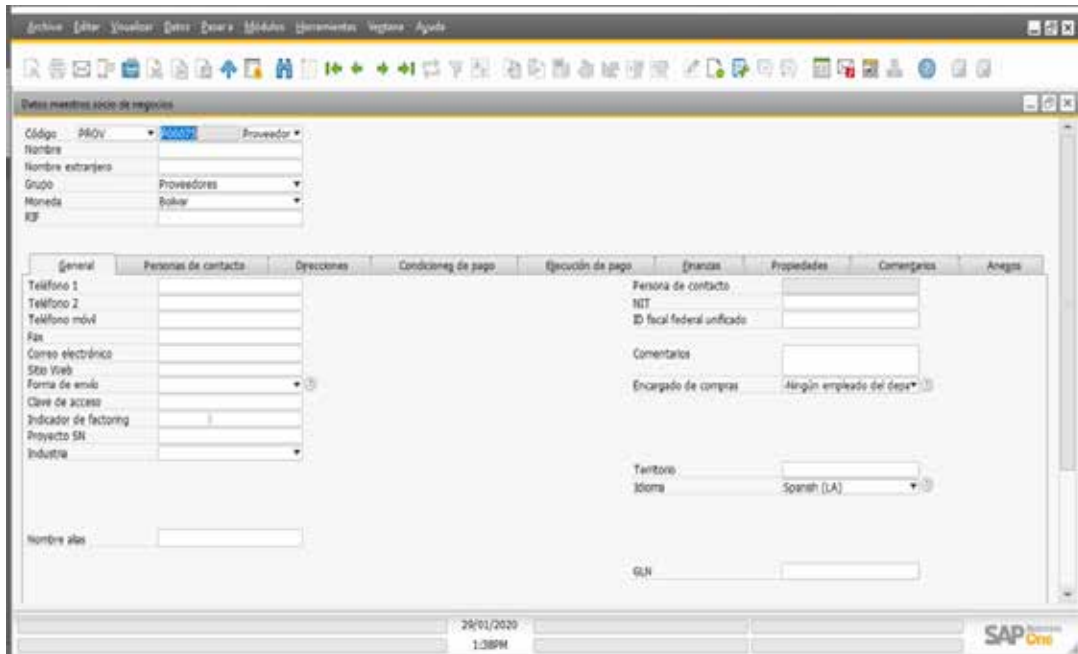 Archivo Editar Visualizar Datos Pasar a Módulos Herramientas Ventana Ayuda
Datos maestros socio de negocios
Código PROV P00075 Proveedor
Nombre
Nombre extranjero
Grupo Proveedores
Moneda Bolivar
RIF
General Personas de contacto Direcciones Condiciones de pago Ejecución de pago Finanzas Propiedades Comentarios Anexos
Teléfono 1 Persona de contacto
Teléfono 2 NIT
Teléfono móvil ID fiscal federal unificado
Fax
Correo electrónico Comentarios
Sitio Web
Forma de envío Encargado de compras -Ningún empleado del depa
Clave de acceso
Indicador de factoring
Proyecto SN
Industria
Territorio
Idioma Spanish (LA)
Nombre alias
GLN
29/01/2020
1:38PM
SAP Business One